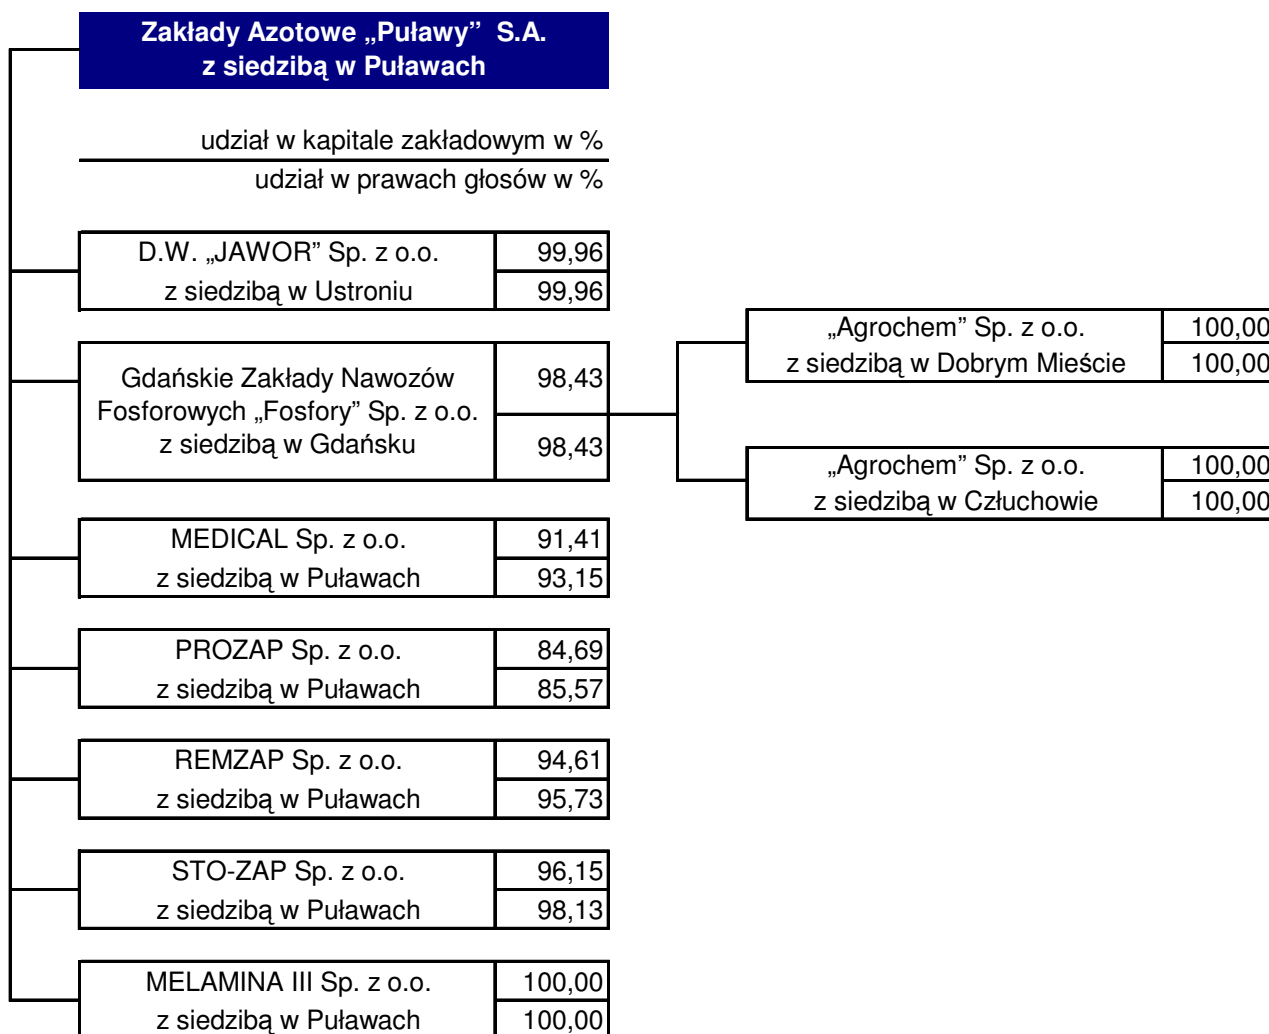 Zakłady Azotowe „Puławy” S.A.
z siedzibą w Puławach
udział w kapitale zakładowym w %
udział w prawach głosów w %
D.W. „JAWOR” Sp. z o.o. 99,96
z siedzibą w Ustroniu 99,96
Gdańskie Zakłady Nawozów
Fosforowych „Fosfory” Sp. z o.o.
z siedzibą w Gdańsku
98,43
98,43
„Agrochem” Sp. z o.o. 100,00
z siedzibą w Dobrym Mieście 100,00
„Agrochem” Sp. z o.o. 100,00
z siedzibą w Człuchowie 100,00
MEDICAL Sp. z o.o. 91,41
z siedzibą w Puławach 93,15
PROZAP Sp. z o.o. 84,69
z siedzibą w Puławach 85,57
REMZAP Sp. z o.o. 94,61
z siedzibą w Puławach 95,73
STO-ZAP Sp. z o.o. 96,15
z siedzibą w Puławach 98,13
MELAMINA III Sp. z o.o. 100,00
z siedzibą w Puławach 100,00